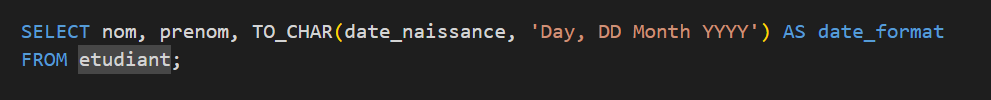 SELECT nom, prenom, TO_CHAR(date_naissance, 'Day, DD Month YYYY') AS date_format
FROM etudiant;